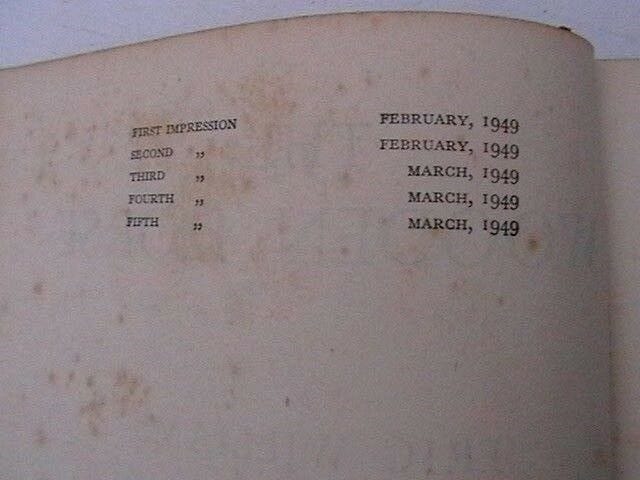 FIRST IMPRESSION FEBRUARY, 1949
SECOND „ FEBRUARY, 1949
THIRD „ MARCH, 1949
FOURTH „ MARCH, 1949
FIFTH „ MARCH, 1949